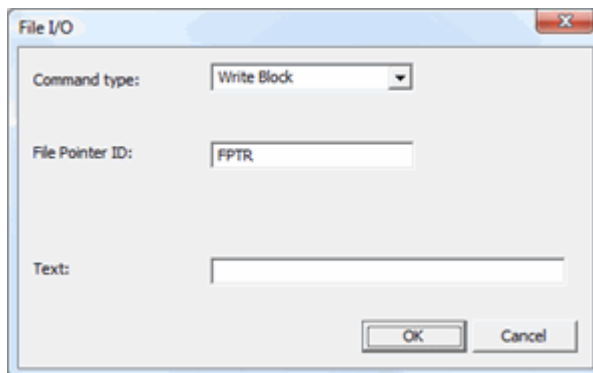 File I/O
Command type:
Write Block
File Pointer ID:
FPTR
Text:
OK
Cancel